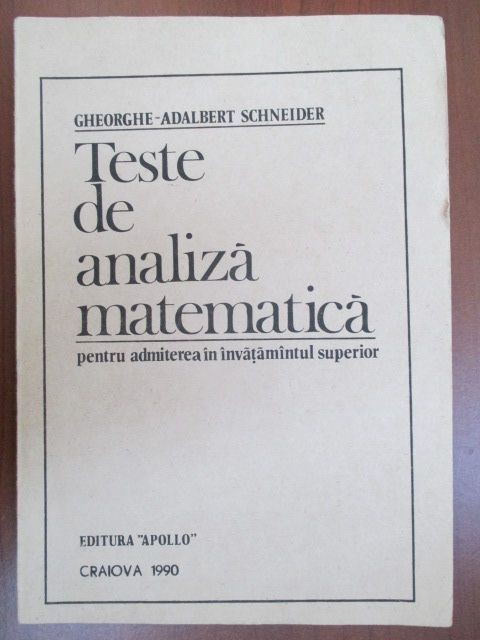 GHEORGHE-ADALBERT SCHNEIDER
Teste
de
analiză
matematică
pentru admiterea în învățămîntul superior
EDITURA "APOLLO"
CRAIOVA 1990